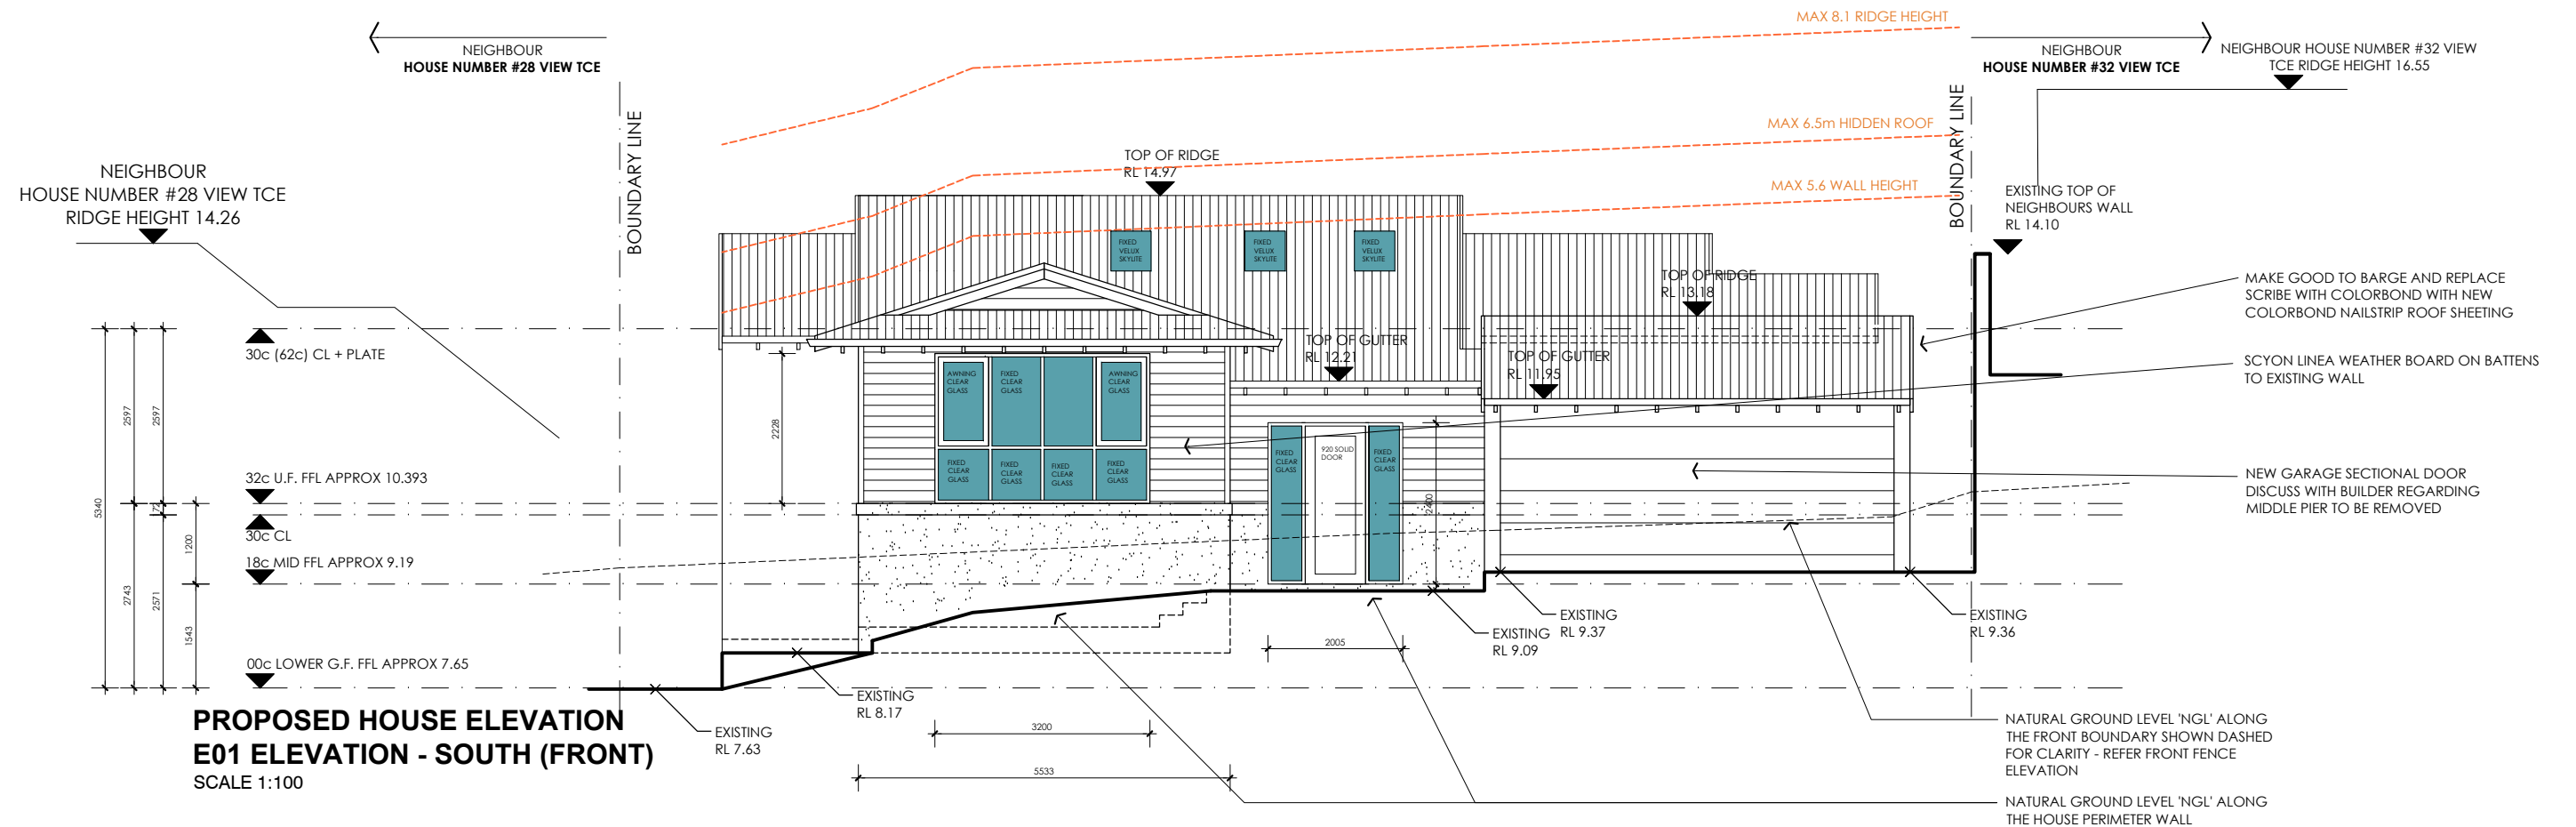 MAX 8.1 RIDGE HEIGHT
NEIGHBOUR
HOUSE NUMBER #28 VIEW TCE
NEIGHBOUR
HOUSE NUMBER #32 VIEW TCE
NEIGHBOUR HOUSE NUMBER #32 VIEW
TCE RIDGE HEIGHT 16.55
BOUNDARY LINE
BOUNDARY LINE
MAX 6.5m HIDDEN ROOF
NEIGHBOUR
HOUSE NUMBER #28 VIEW TCE
RIDGE HEIGHT 14.26
TOP OF RIDGE
RL 14.97
MAX 5.6 WALL HEIGHT
EXISTING TOP OF
NEIGHBOURS WALL
RL 14.10
FIXED
VELUX
SKYLITE
FIXED
VELUX
SKYLITE
FIXED
VELUX
SKYLITE
TOP OF RIDGE
RL 13.18
MAKE GOOD TO BARGE AND REPLACE
SCRIBE WITH COLORBOND WITH NEW
COLORBOND NAILSTRIP ROOF SHEETING
30c (62c) CL + PLATE
TOP OF GUTTER
RL 12.21
TOP OF GUTTER
RL 11.95
SCYON LINEA WEATHER BOARD ON BATTENS
TO EXISTING WALL
AWNING
CLEAR
GLASS
FIXED
CLEAR
GLASS
AWNING
CLEAR
GLASS
2597
2597
2228
FIXED
CLEAR
GLASS
FIXED
CLEAR
GLASS
FIXED
CLEAR
GLASS
FIXED
CLEAR
GLASS
FIXED
CLEAR
GLASS
920 SOLID
DOOR
FIXED
CLEAR
GLASS
2400
32c U.F. FFL APPROX 10.393
NEW GARAGE SECTIONAL DOOR
DISCUSS WITH BUILDER REGARDING
MIDDLE PIER TO BE REMOVED
5340
172
30c CL
1200
18c MID FFL APPROX 9.19
2743
2571
1543
EXISTING
RL 9.37
EXISTING
RL 9.09
EXISTING
RL 9.36
2005
00c LOWER G.F. FFL APPROX 7.65
EXISTING
RL 8.17
EXISTING
RL 7.63
3200
5533
PROPOSED HOUSE ELEVATION
E01 ELEVATION - SOUTH (FRONT)
SCALE 1:100
NATURAL GROUND LEVEL 'NGL' ALONG
THE FRONT BOUNDARY SHOWN DASHED
FOR CLARITY - REFER FRONT FENCE
ELEVATION
NATURAL GROUND LEVEL 'NGL' ALONG
THE HOUSE PERIMETER WALL